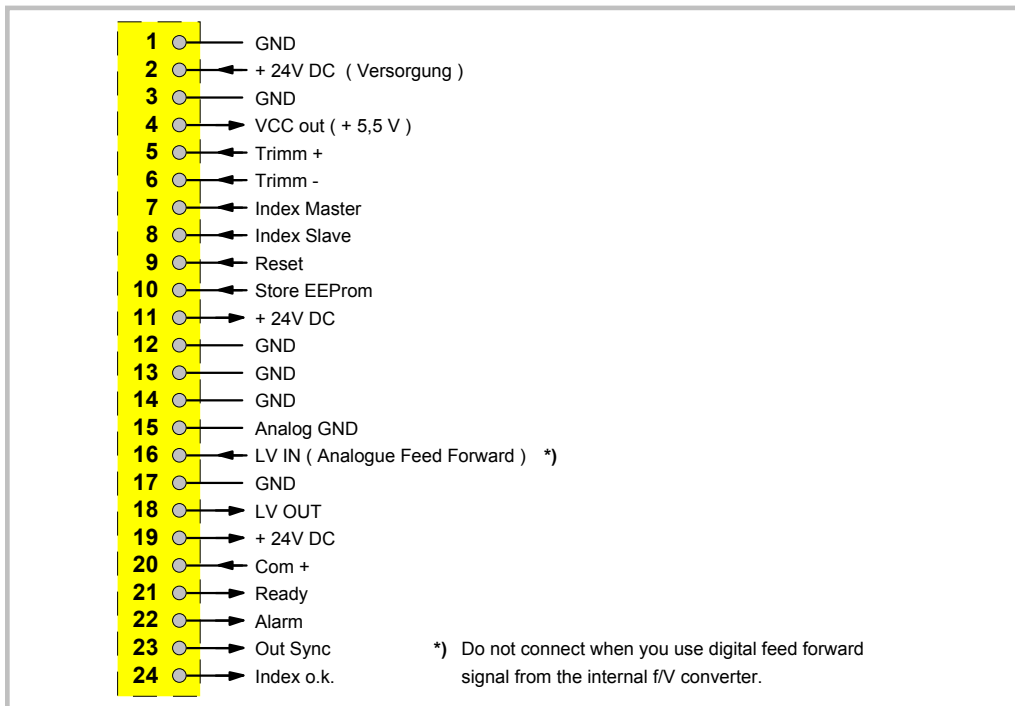 1 GND
2 + 24V DC ( Versorgung )
3 GND
4 VCC out ( + 5,5 V )
5 Trimm +
6 Trimm -
7 Index Master
8 Index Slave
9 Reset
10 Store EEProm
11 + 24V DC
12 GND
13 GND
14 GND
15 Analog GND
16 LV IN ( Analogue Feed Forward ) *)
17 GND
18 LV OUT
19 + 24V DC
20 Com +
21 Ready
22 Alarm
23 Out Sync
24 Index o.k.
*) Do not connect when you use digital feed forward
signal from the internal f/V converter.